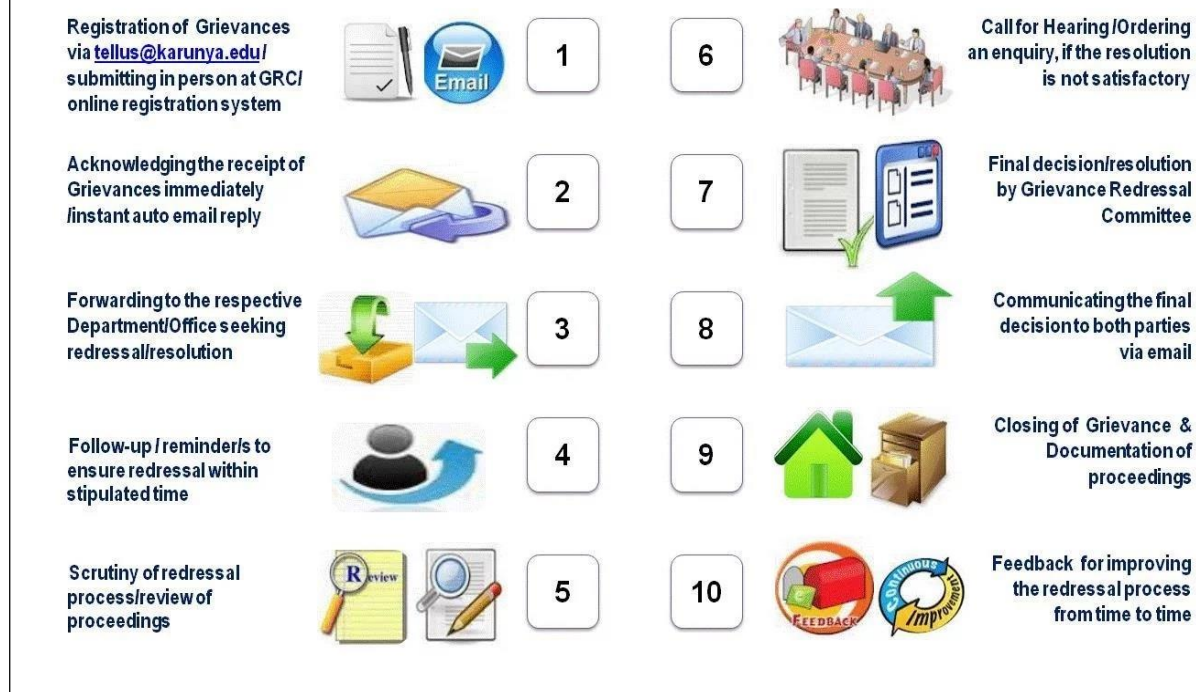 Registration of Grievances
via tellus@karunya.edu/
submitting in person at GRC/
online registration system
Email
1
Acknowledging the receipt of
Grievances immediately
/instant auto email reply
2
Forwarding to the respective
Department/Office seeking
redressal/resolution
3
Follow-up / reminder/s to
ensure redressal within
stipulated time
4
Scrutiny of redressal
process/review of
proceedings
Review
5
6
Call for Hearing /Ordering
an enquiry, if the resolution
is not satisfactory
7
Final decision/resolution
by Grievance Redressal
Committee
8
Communicating the final
decision to both parties
via email
9
Closing of Grievance &
Documentation of
proceedings
10
FEEDBACK
Continuous
Improvement
Feedback for improving
the redressal process
from time to time